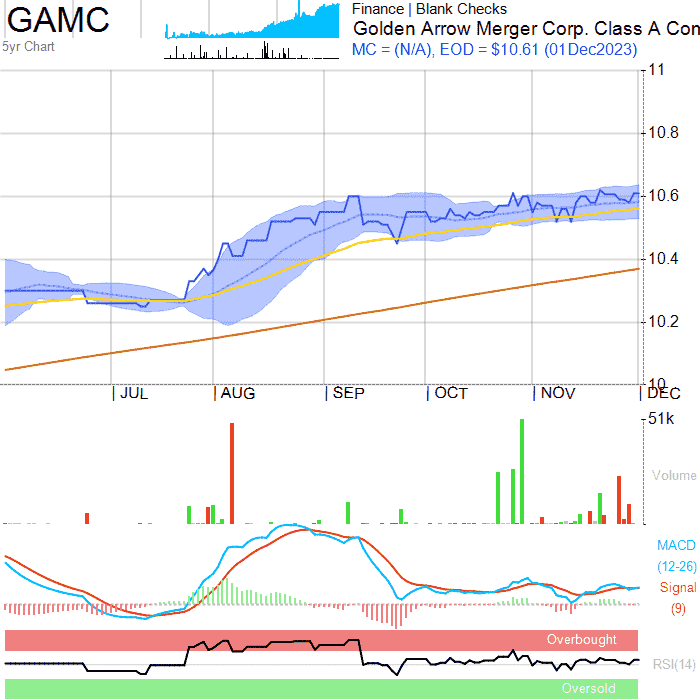 GAMC
5yr Chart
Finance | Blank Checks
Golden Arrow Merger Corp. Class A Con
MC = (N/A), EOD = $10.61 (01Dec2023)
11
10.8
10.6
10.4
10.2
10
JUL AUG SEP OCT NOV DEC
51k
Volume
MACD
(12-26)
Signal
(9)
Overbought
RSI(14)
Oversold